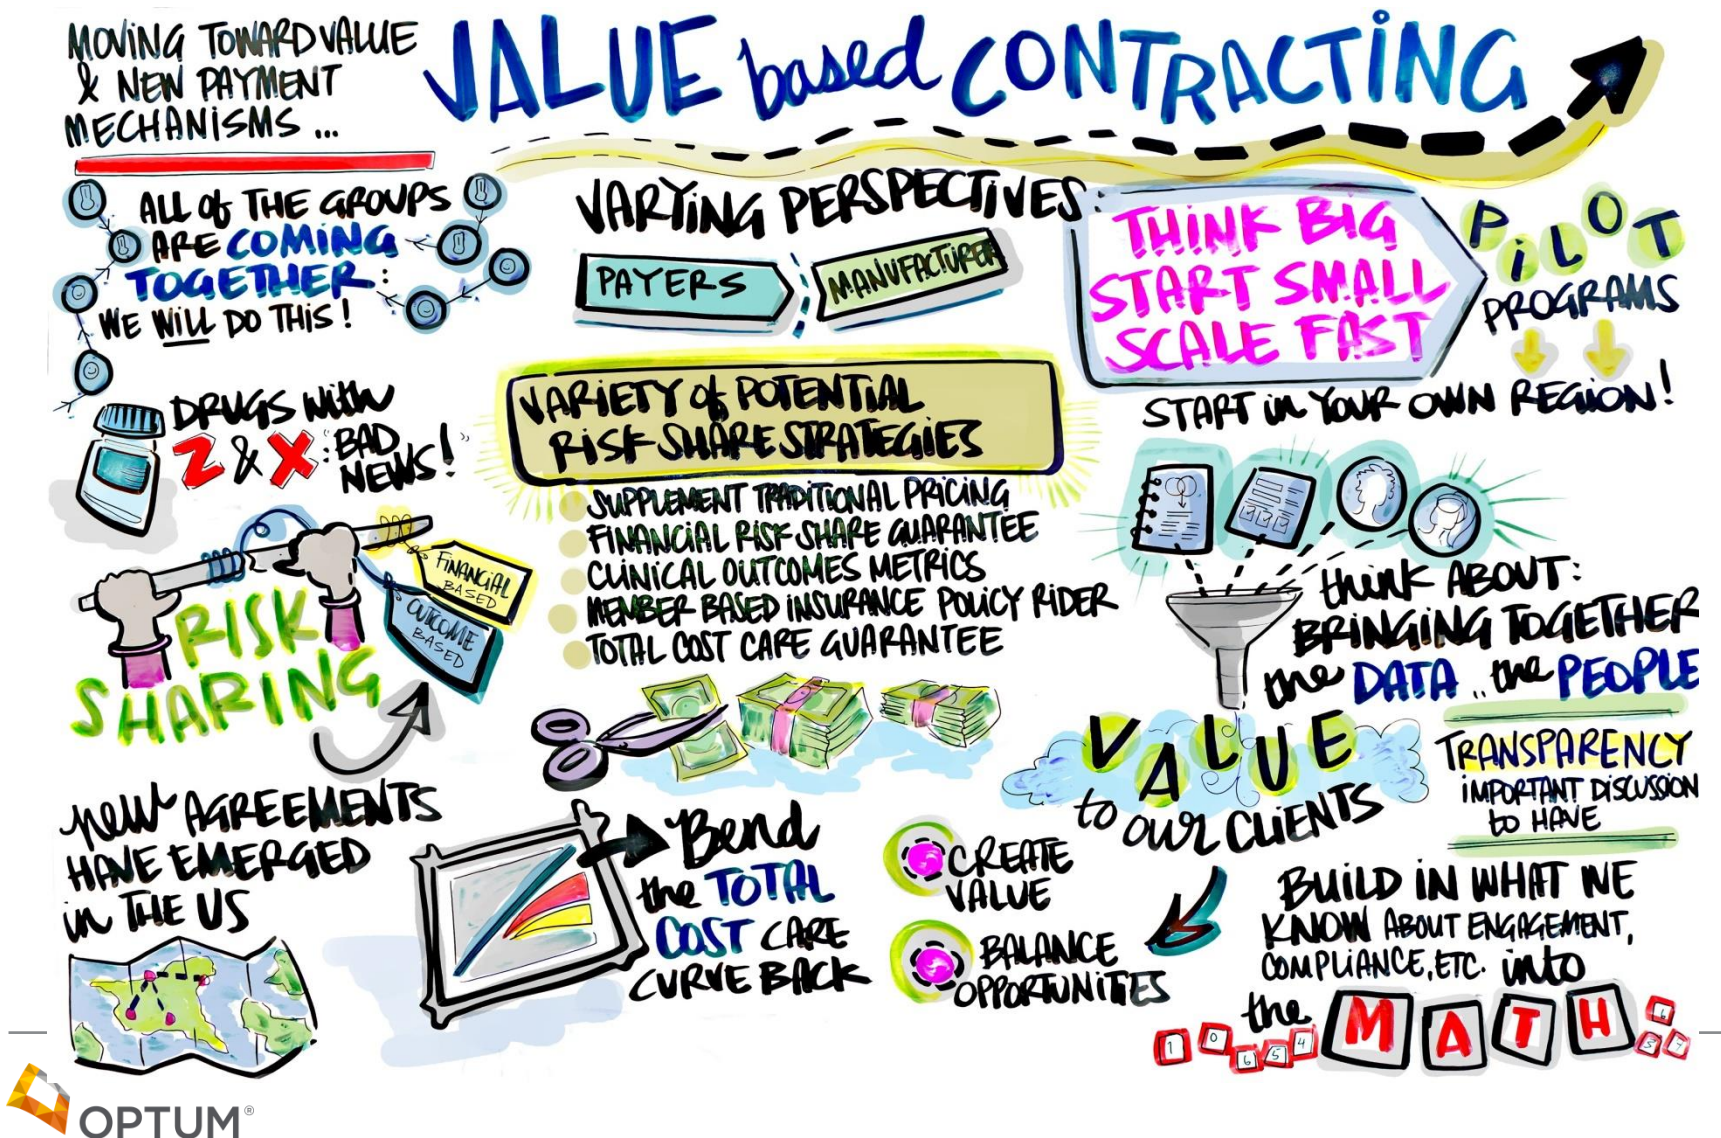 MOVING TOWARD VALUE
& NEW PAYMENT
MECHANISMS ...
VALUE based CONTRACTING
ALL of THE GROUPS
ARE COMING
TOGETHER:
WE WILL DO THIS!
DRUGS with
Z & X: "BAD
NEWS!"
RISK
SHARING
FINANCIAL
BASED
OUTCOME
BASED
NEW AGREEMENTS
HAVE EMERGED
in THE US
VARYING PERSPECTIVES:
PAYERS
MANUFACTURER
VARIETY of POTENTIAL
RISK SHARE STRATEGIES
SUPPLEMENT TRADITIONAL PRICING
FINANCIAL RISK SHARE GUARANTEE
CLINICAL OUTCOMES METRICS
MEMBER BASED INSURANCE POLICY RIDER
TOTAL COST CARE GUARANTEE
Bend
the TOTAL
COST CARE
CURVE BACK
THINK BIG
START SMALL
SCALE FAST
PILOT
PROGRAMS
START in YOUR OWN REGION!
think ABOUT:
BRINGING TOGETHER
the DATA .. the PEOPLE
VALUE
to our CLIENTS
TRANSPARENCY
IMPORTANT DISCUSSION
to HAVE
CREATE
VALUE
BALANCE
OPPORTUNITIES
BUILD IN WHAT WE
KNOW ABOUT ENGAGEMENT,
COMPLIANCE, ETC. into
the MATH
1 0 6 5 4
OPTUM®